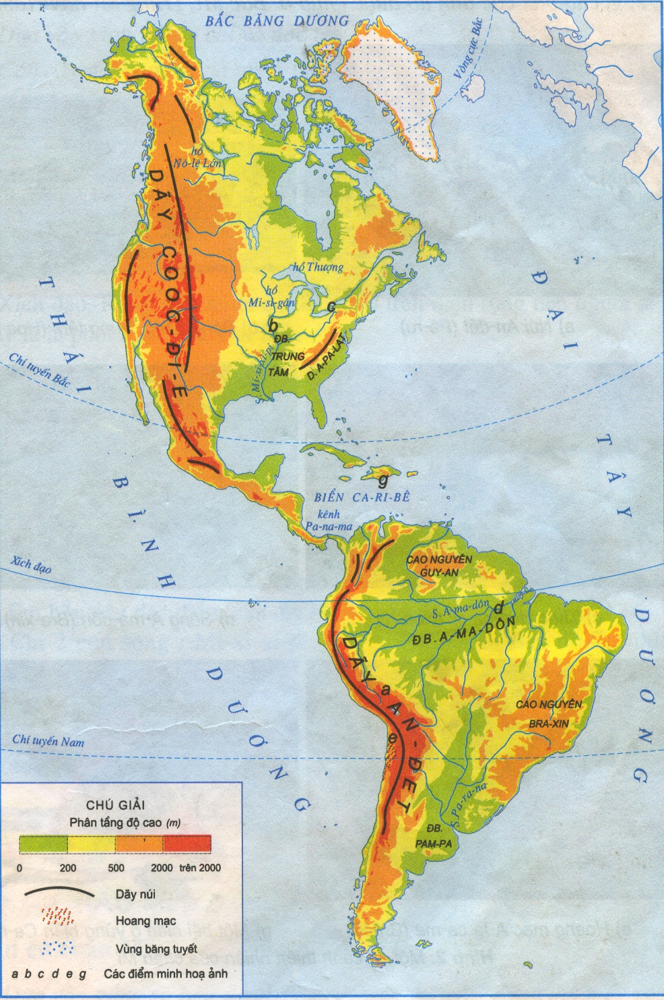 BẮC BĂNG DƯƠNG
Vòng cực Bắc
hồ
Nô-lệ Lớn
DÃY COOC-ĐI-E
hồ Thượng
hồ
Mi-si-gân
c
b
ĐB.
TRUNG
TÂM
S. Mi-si-xi-pi
D. A-PA-LAT
ĐẠI TÂY DƯƠNG
THÁI BÌNH DƯƠNG
Chí tuyến Bắc
g
BIỂN CA-RI-BÊ
kênh
Pa-na-ma
CAO NGUYÊN
GUY-AN
Xích đạo
S. A-ma-dôn
d
ĐB. A-MA-DÔN
DÃY AN-ĐET
a
CAO NGUYÊN
BRA-XIN
e
Chí tuyến Nam
S. Pa-ra-na
ĐB.
PAM-PA
CHÚ GIẢI
Phân tầng độ cao (m)
0 200 500 2000 trên 2000
Dãy núi
Hoang mạc
Vùng băng tuyết
a b c d e g Các điểm minh hoạ ảnh